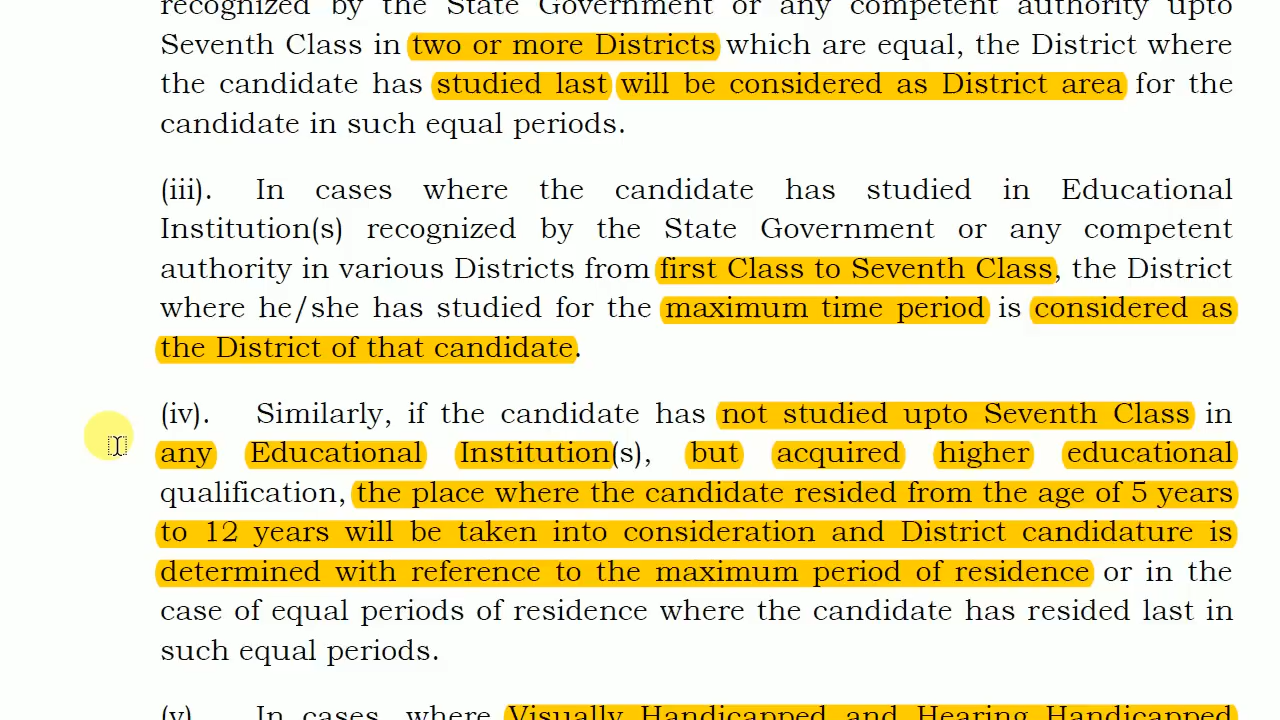 recognized by the State Government or any competent authority upto
Seventh Class in two or more Districts which are equal, the District where
the candidate has studied last will be considered as District area for the
candidate in such equal periods.
(iii). In cases where the candidate has studied in Educational
Institution(s) recognized by the State Government or any competent
authority in various Districts from first Class to Seventh Class, the District
where he/she has studied for the maximum time period is considered as
the District of that candidate.
(iv). Similarly, if the candidate has not studied upto Seventh Class in
any Educational Institution(s), but acquired higher educational
qualification, the place where the candidate resided from the age of 5 years
to 12 years will be taken into consideration and District candidature is
determined with reference to the maximum period of residence or in the
case of equal periods of residence where the candidate has resided last in
such equal periods.
(v). In cases where Visually Handicapped and Hearing Handicapped